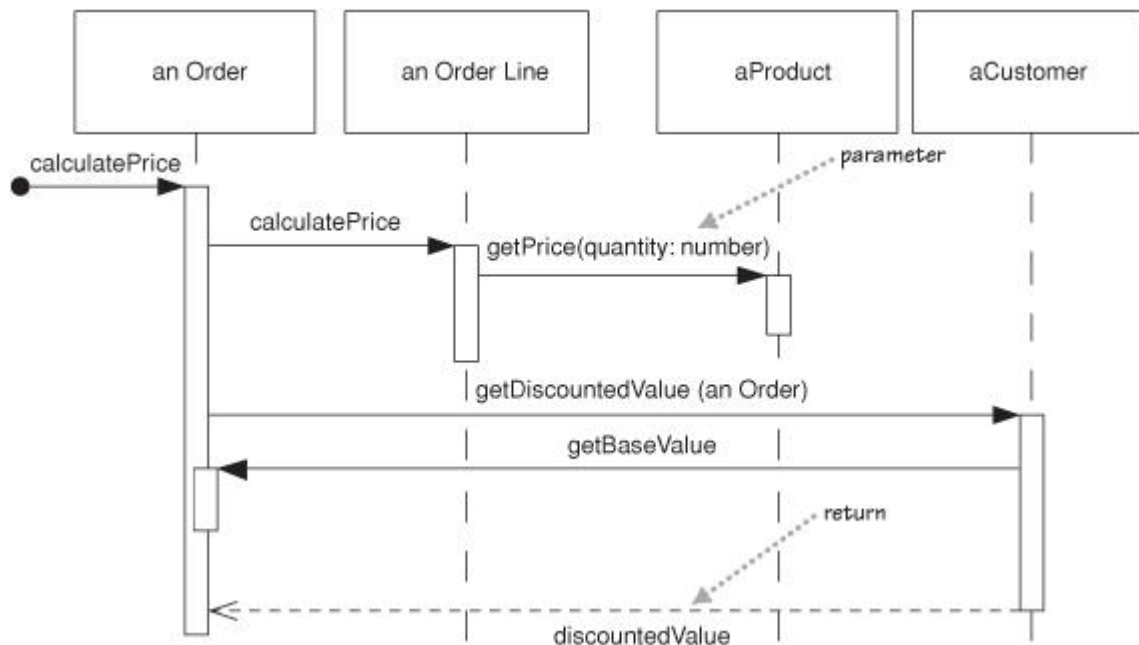 an Order
an Order Line
aProduct
aCustomer
calculatePrice
parameter
calculatePrice
getPrice(quantity: number)
getDiscountedValue (an Order)
getBaseValue
return
discountedValue